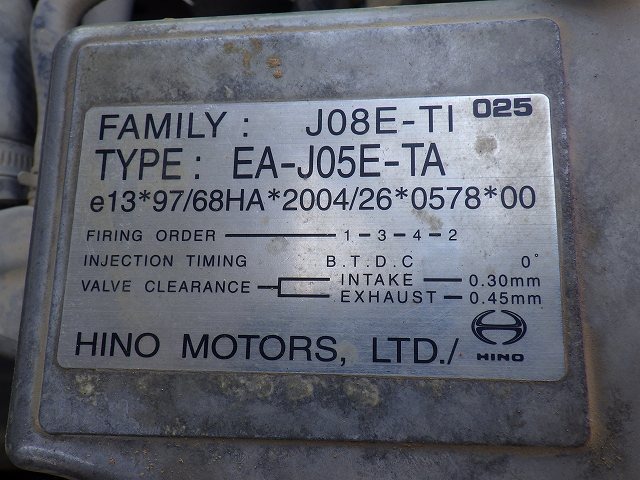 FAMILY : J08E-TI 025
TYPE : EA-J05E-TA
e13*97/68HA*2004/26*0578*00
FIRING ORDER 1 - 3 - 4 - 2
INJECTION TIMING B.T.D.C 0°
VALVE CLEARANCE INTAKE 0.30mm
EXHAUST 0.45mm
HINO MOTORS, LTD./
HINO